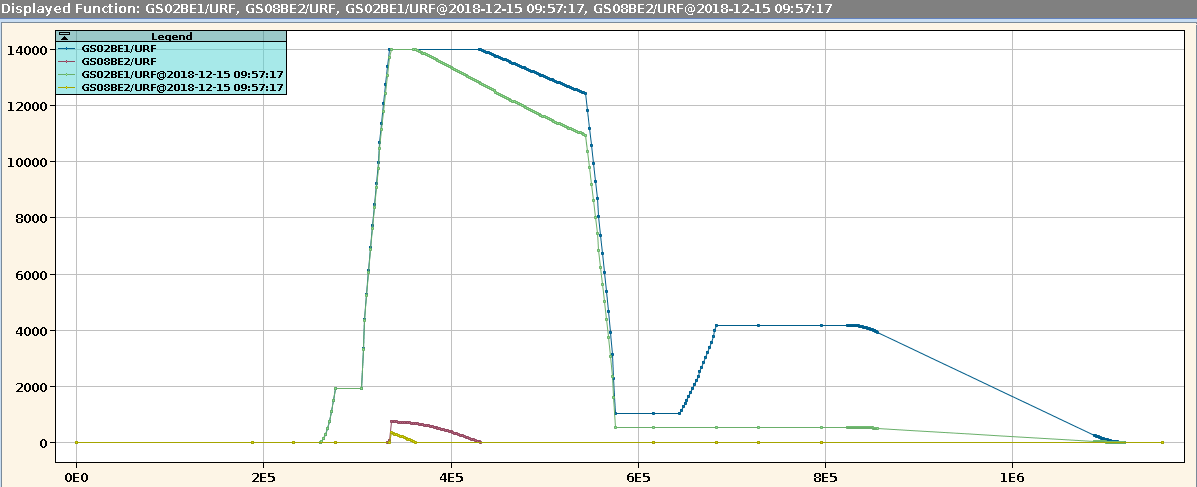 Displayed Function: GS02BE1/URF, GS08BE2/URF, GS02BE1/URF@2018-12-15 09:57:17, GS08BE2/URF@2018-12-15 09:57:17
Legend
GS02BE1/URF
GS08BE2/URF
GS02BE1/URF@2018-12-15 09:57:17
GS08BE2/URF@2018-12-15 09:57:17
14000
12000
10000
8000
6000
4000
2000
0
0E0 2E5 4E5 6E5 8E5 1E6